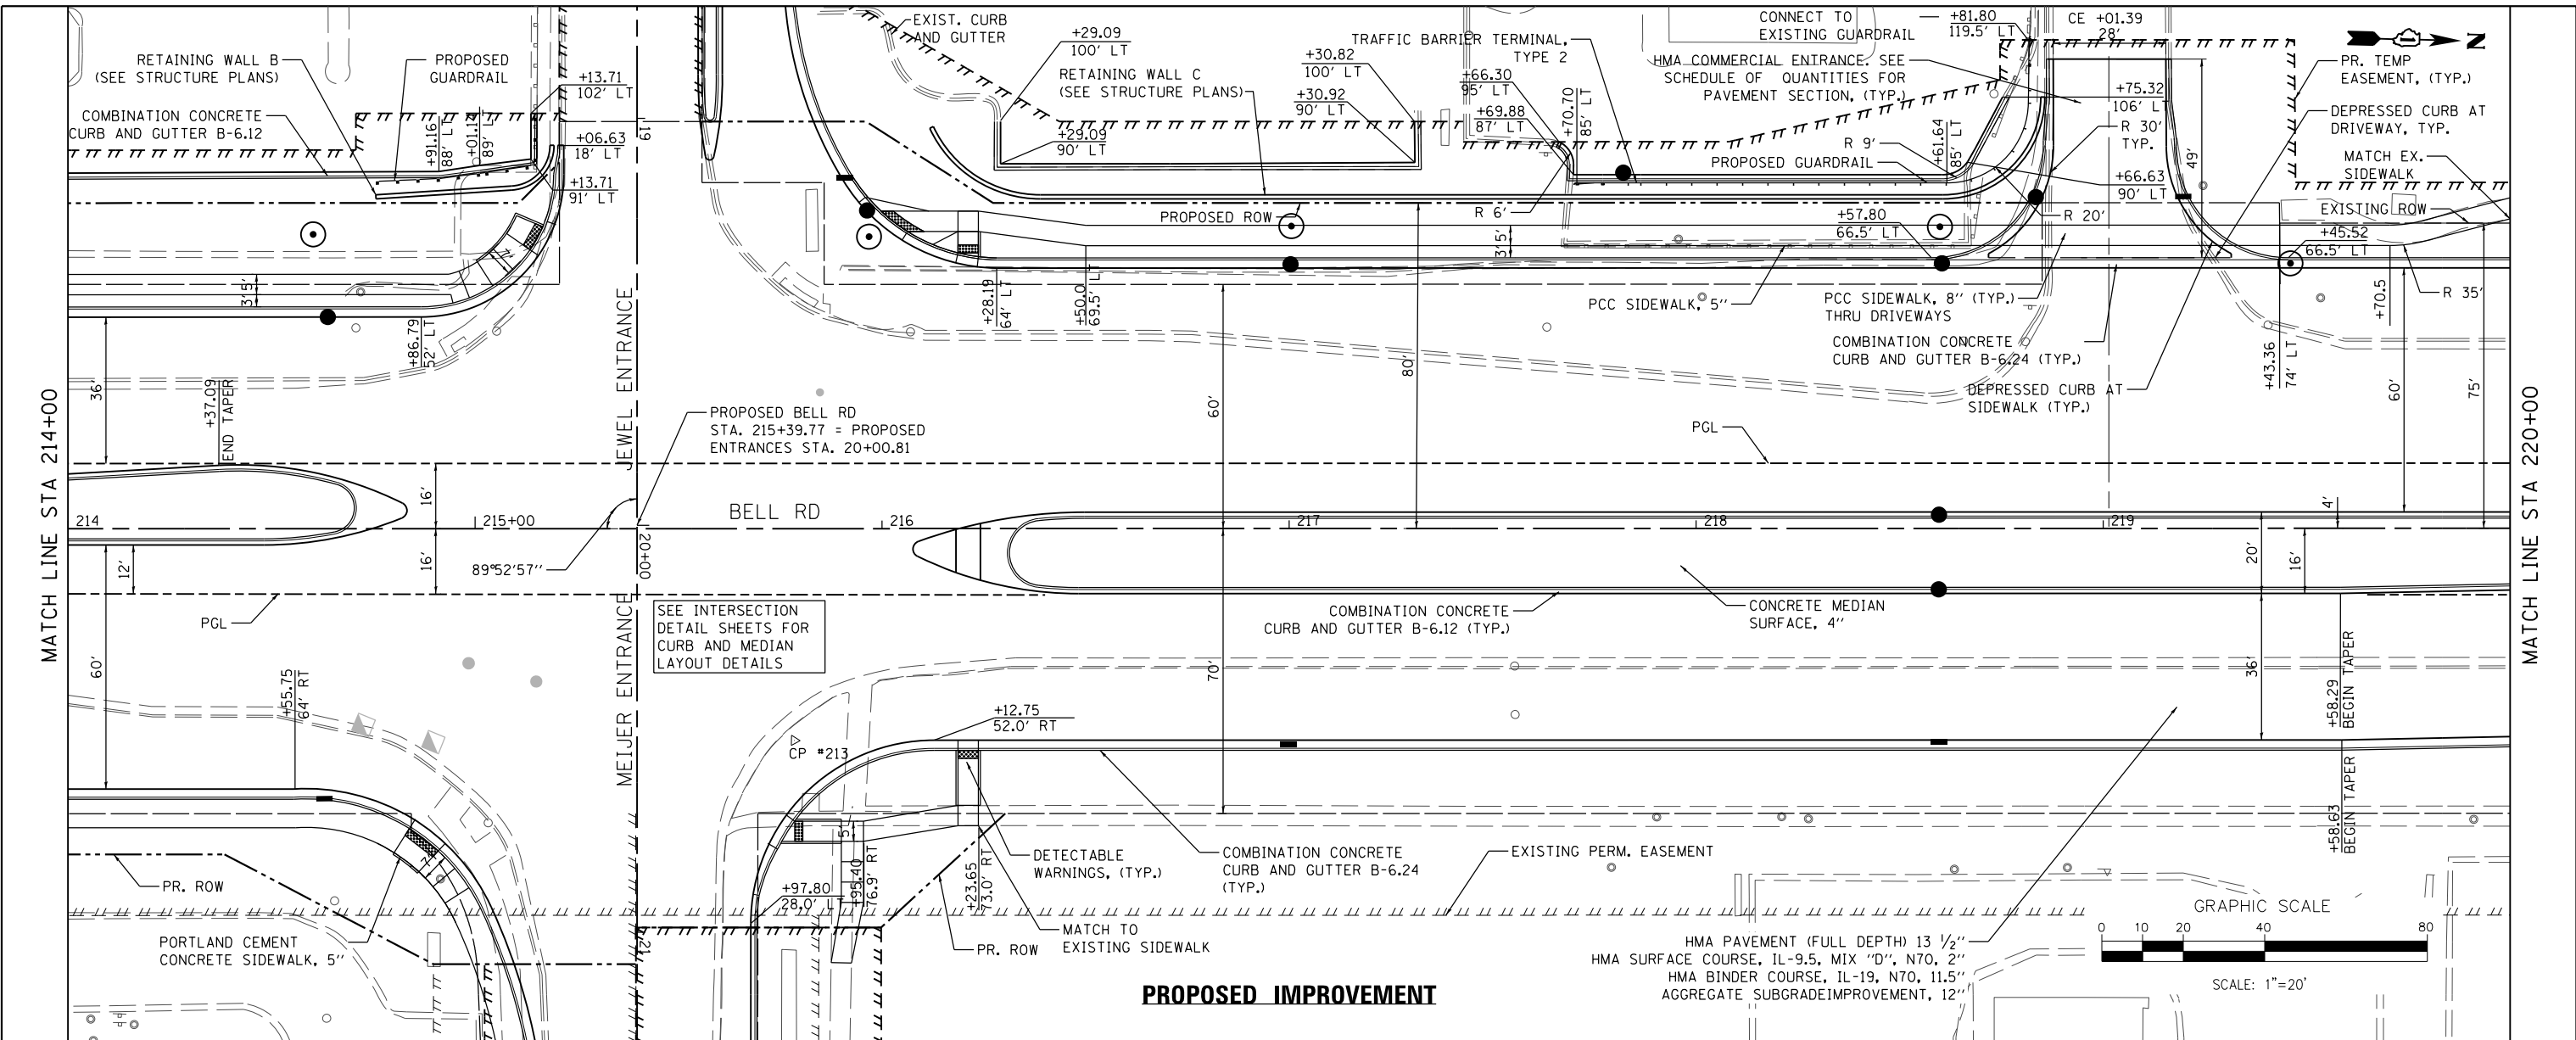 EXIST. CURB
AND GUTTER
+29.09
100' LT
TRAFFIC BARRIER TERMINAL,
TYPE 2
+30.82
100' LT
CONNECT TO
EXISTING GUARDRAIL
+81.80
119.5' LT
CE +01.39
28'
N
RETAINING WALL B
(SEE STRUCTURE PLANS)
PROPOSED
GUARDRAIL
+13.71
102' LT
COMBINATION CONCRETE
CURB AND GUTTER B-6.12
+91.16
88' LT
+01.14
89' LT
+06.63
18' LT
+13.71
91' LT
19
RETAINING WALL C
(SEE STRUCTURE PLANS)
+30.92
90' LT
+29.09
90' LT
+66.30
95' LT
+69.88
87' LT
+70.70
85' LT
HMA COMMERCIAL ENTRANCE. SEE
SCHEDULE OF QUANTITIES FOR
PAVEMENT SECTION, (TYP.)
R 9'
PROPOSED GUARDRAIL
+61.64
85' LT
+75.32
106' LT
R 30'
TYP.
+66.63
90' LT
49'
PR. TEMP
EASEMENT, (TYP.)
DEPRESSED CURB AT
DRIVEWAY, TYP.
MATCH EX.
SIDEWALK
EXISTING ROW
PROPOSED ROW
R 6'
+57.80
66.5' LT
R 20'
+45.52
66.5' LT
3'5'
5'
3'5'
7'
+86.79
52' LT
+28.19
64' LT
+50.0
69.5' LT
PCC SIDEWALK, 5"
PCC SIDEWALK, 8" (TYP.)
THRU DRIVEWAYS
COMBINATION CONCRETE
CURB AND GUTTER B-6.24 (TYP.)
DEPRESSED CURB AT
SIDEWALK (TYP.)
+43.36
74' LT
+70.5
R 35'
MATCH LINE STA 214+00
36'
+37.09
END TAPER
JEWEL ENTRANCE
PROPOSED BELL RD
STA. 215+39.77 = PROPOSED
ENTRANCES STA. 20+00.81
60'
80'
PGL
60'
75'
MATCH LINE STA 220+00
16'
BELL RD
214
215+00
216
217
218
219
4'
12'
16'
89°52'57"
20+00
20'
16'
PGL
60'
MEIJER ENTRANCE
SEE INTERSECTION
DETAIL SHEETS FOR
CURB AND MEDIAN
LAYOUT DETAILS
COMBINATION CONCRETE
CURB AND GUTTER B-6.12 (TYP.)
CONCRETE MEDIAN
SURFACE, 4"
+55.75
64' RT
70'
36'
+58.29
BEGIN TAPER
+12.75
52.0' RT
CP #213
+58.63
BEGIN TAPER
5'
7'
DETECTABLE
WARNINGS, (TYP.)
COMBINATION CONCRETE
CURB AND GUTTER B-6.24
(TYP.)
EXISTING PERM. EASEMENT
PR. ROW
+97.80
28.0' LT
+95.40
76.9' RT
+23.65
73.0' RT
PORTLAND CEMENT
CONCRETE SIDEWALK, 5"
21
PR. ROW
MATCH TO
EXISTING SIDEWALK
HMA PAVEMENT (FULL DEPTH) 13 1/2"
HMA SURFACE COURSE, IL-9.5, MIX "D", N70, 2"
HMA BINDER COURSE, IL-19, N70, 11.5"
AGGREGATE SUBGRADEIMPROVEMENT, 12"
GRAPHIC SCALE
0 10 20 40 80
SCALE: 1"=20'
PROPOSED IMPROVEMENT